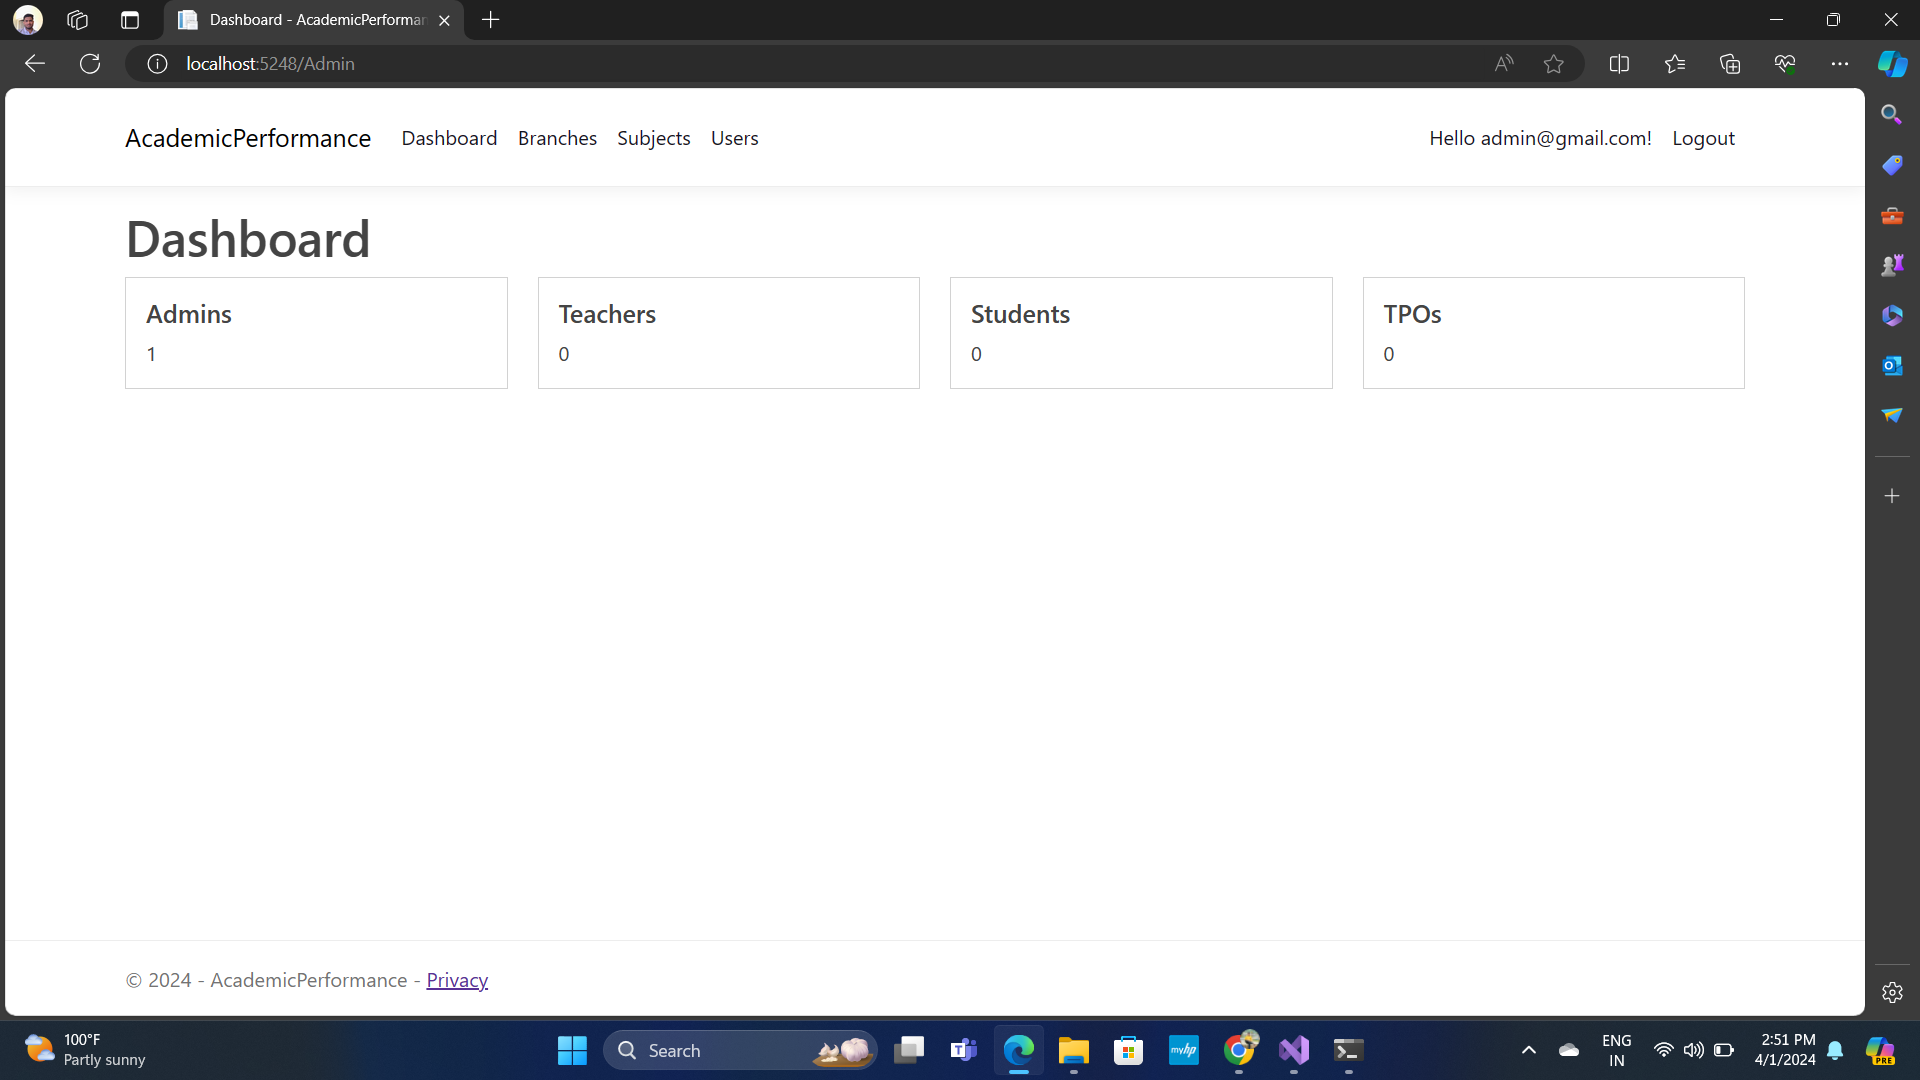 Dashboard - AcademicPerforman
localhost:5248/Admin
AcademicPerformance Dashboard Branches Subjects Users Hello admin@gmail.com! Logout
Dashboard
Admins
1
Teachers
0
Students
0
TPOs
0
© 2024 - AcademicPerformance - Privacy
100°F
Partly sunny
Search
myhp
ENG
IN
2:51 PM
4/1/2024
PRE